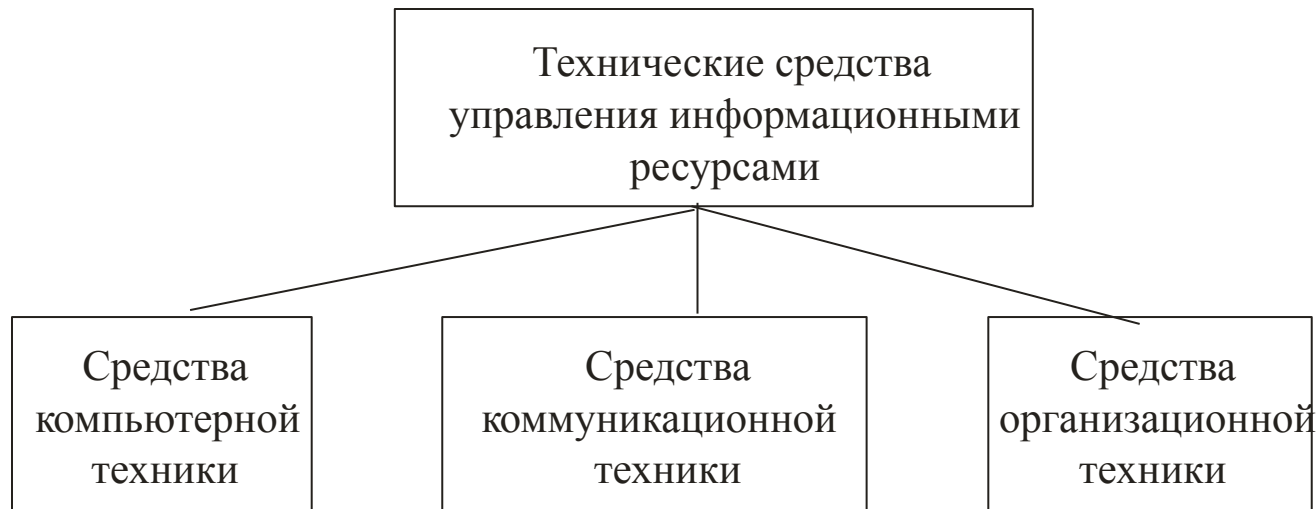 Технические средства
управления информационными
ресурсами
Средства
компьютерной
техники
Средства
коммуникационной
техники
Средства
организационной
техники